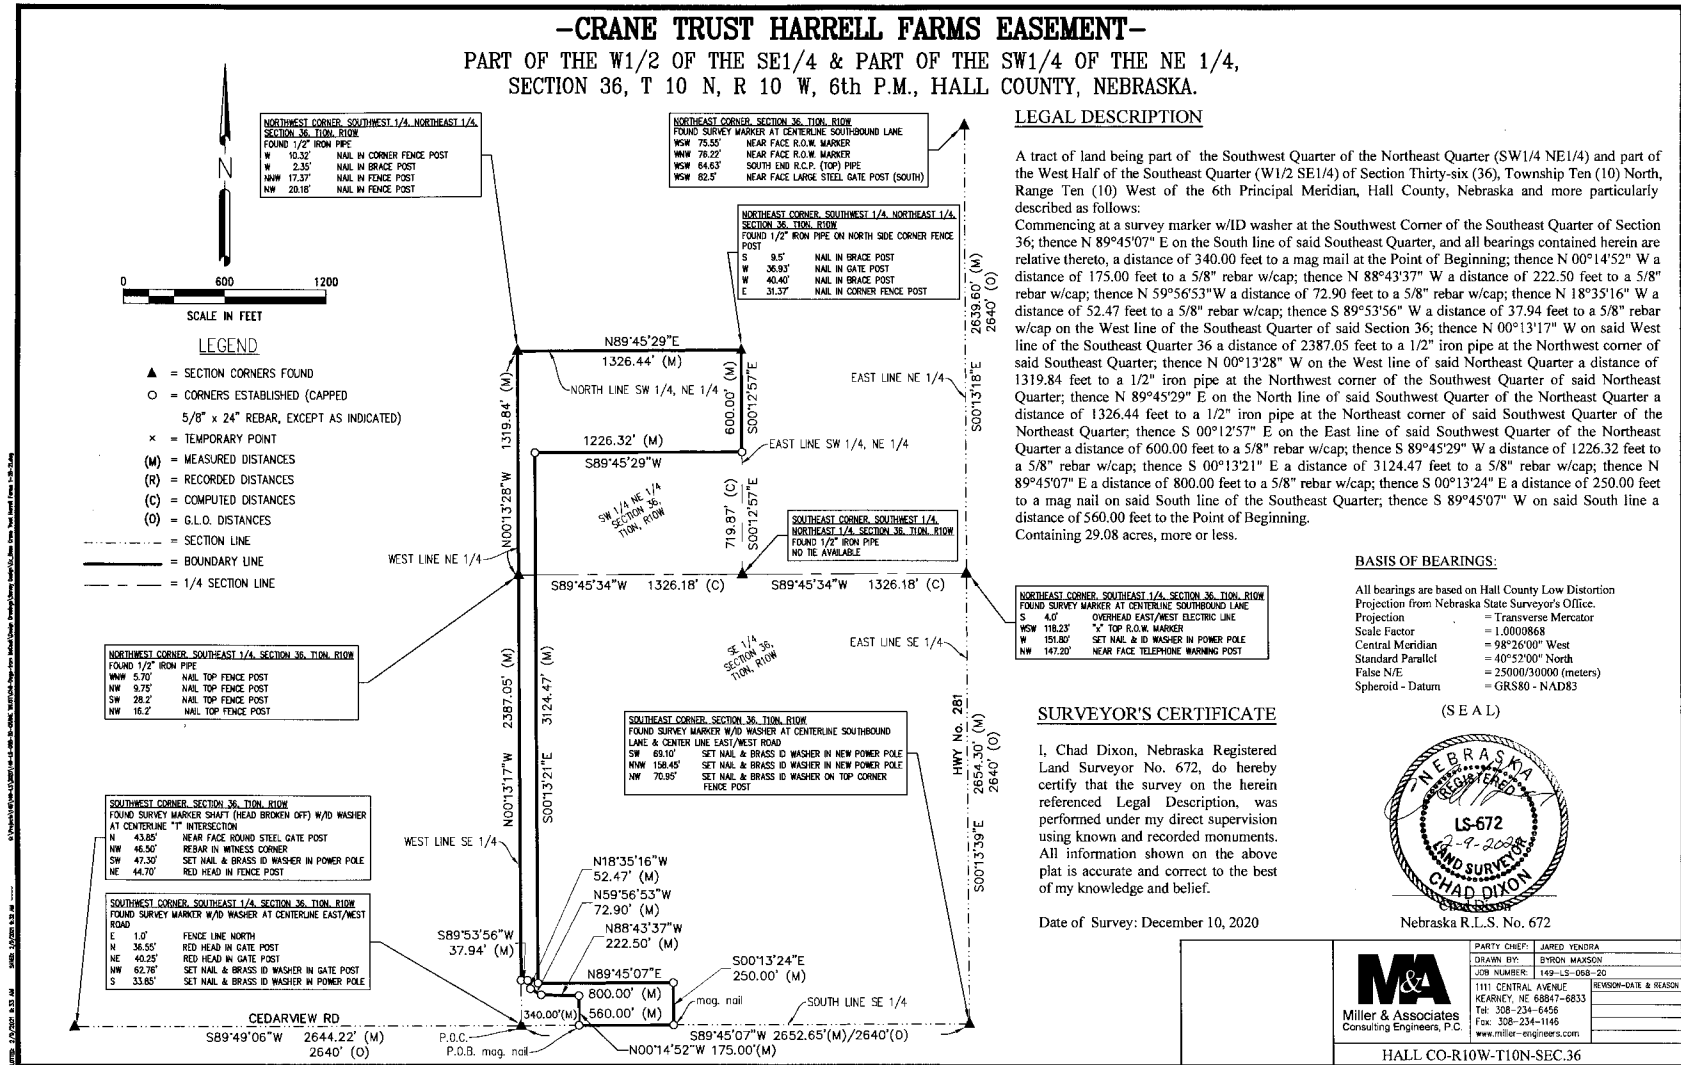 -CRANE TRUST HARRELL FARMS EASEMENT-
PART OF THE W1/2 OF THE SE1/4 & PART OF THE SW1/4 OF THE NE 1/4,
SECTION 36, T 10 N, R 10 W, 6th P.M., HALL COUNTY, NEBRASKA.
N
0 600 1200
SCALE IN FEET
LEGEND
▲ = SECTION CORNERS FOUND
O = CORNERS ESTABLISHED (CAPPED
5/8" x 24" REBAR, EXCEPT AS INDICATED)
× = TEMPORARY POINT
(M) = MEASURED DISTANCES
(R) = RECORDED DISTANCES
(C) = COMPUTED DISTANCES
(O) = G.L.O. DISTANCES
= SECTION LINE
= BOUNDARY LINE
= 1/4 SECTION LINE
NORTHWEST CORNER, SOUTHWEST 1/4, NORTHEAST 1/4,
SECTION 36, T10N, R10W
FOUND 1/2" IRON PIPE
W 10.32' NAIL IN CORNER FENCE POST
W 2.35' NAIL IN BRACE POST
NNW 17.37' NAIL IN FENCE POST
NW 20.18' NAIL IN FENCE POST
NORTHEAST CORNER, SECTION 36, T10N, R10W
FOUND SURVEY MARKER AT CENTERLINE SOUTHBOUND LANE
WSW 75.55' NEAR FACE R.O.W. MARKER
WNW 76.22' NEAR FACE R.O.W. MARKER
WSW 64.63' SOUTH END R.C.P. (TOP) PIPE
WSW 82.5' NEAR FACE LARGE STEEL GATE POST (SOUTH)
NORTHEAST CORNER, SOUTHWEST 1/4, NORTHEAST 1/4,
SECTION 36, T10N, R10W
FOUND 1/2" IRON PIPE ON NORTH SIDE CORNER FENCE
POST
S 9.5' NAIL IN BRACE POST
W 36.93' NAIL IN GATE POST
W 40.40' NAIL IN BRACE POST
E 31.37' NAIL IN CORNER FENCE POST
N89°45'29"E
1326.44' (M)
NORTH LINE SW 1/4, NE 1/4
1319.84' (M)
N00°13'28"W
600.00' (M)
S00°12'57"E
1226.32' (M)
S89°45'29"W
EAST LINE SW 1/4, NE 1/4
EAST LINE NE 1/4
2639.60' (M)
2640' (O)
S00°13'18"E
SW 1/4 NE 1/4
SECTION 36,
T10N, R10W
719.87' (C)
S00°12'57"E
SOUTHEAST CORNER, SOUTHWEST 1/4,
NORTHEAST 1/4, SECTION 36, T10N, R10W
FOUND 1/2" IRON PIPE
NO TIE AVAILABLE
WEST LINE NE 1/4
S89°45'34"W 1326.18' (C)
S89°45'34"W 1326.18' (C)
NORTHEAST CORNER, SOUTHEAST 1/4, SECTION 36, T10N, R10W
FOUND SURVEY MARKER AT CENTERLINE SOUTHBOUND LANE
S 4.0' OVERHEAD EAST/WEST ELECTRIC LINE
WSW 118.23' "X" TOP R.O.W. MARKER
W 151.80' SET NAIL & ID WASHER IN POWER POLE
NW 147.20' NEAR FACE TELEPHONE WARNING POST
NORTHWEST CORNER, SOUTHEAST 1/4, SECTION 36, T10N, R10W
FOUND 1/2" IRON PIPE
WNW 5.70' NAIL TOP FENCE POST
NW 9.75' NAIL TOP FENCE POST
SW 28.2' NAIL TOP FENCE POST
NW 16.2' NAIL TOP FENCE POST
2387.05' (M)
N00°13'17"W
3124.47' (M)
S00°13'21"E
SE 1/4
SECTION 36,
T10N, R10W
EAST LINE SE 1/4
HWY No. 281
2654.30' (M)
2640' (O)
S00°13'39"E
SOUTHEAST CORNER, SECTION 36, T10N, R10W
FOUND SURVEY MARKER W/ID WASHER AT CENTERLINE SOUTHBOUND
LANE & CENTER LINE EAST/WEST ROAD
SW 69.10' SET NAIL & BRASS ID WASHER IN NEW POWER POLE
NNW 158.45' SET NAIL & BRASS ID WASHER IN NEW POWER POLE
NW 70.95' SET NAIL & BRASS ID WASHER ON TOP CORNER
FENCE POST
SOUTHWEST CORNER, SECTION 36, T10N, R10W
FOUND SURVEY MARKER SHAFT (HEAD BROKEN OFF) W/ID WASHER
AT CENTERLINE "T" INTERSECTION
N 43.85' NEAR FACE ROUND STEEL GATE POST
NW 46.50' REBAR IN WITNESS CORNER
SW 47.30' SET NAIL & BRASS ID WASHER IN POWER POLE
NE 44.70' RED HEAD IN FENCE POST
SOUTHWEST CORNER, SOUTHEAST 1/4, SECTION 36, T10N, R10W
FOUND SURVEY MARKER W/ID WASHER AT CENTERLINE EAST/WEST
ROAD
E 1.0' FENCE LINE NORTH
N 36.55' RED HEAD IN GATE POST
NE 40.25' RED HEAD IN GATE POST
NW 62.76' SET NAIL & BRASS ID WASHER IN GATE POST
S 33.85' SET NAIL & BRASS ID WASHER IN POWER POLE
WEST LINE SE 1/4
N18°35'16"W
52.47' (M)
N59°56'53"W
72.90' (M)
N88°43'37"W
222.50' (M)
S89°53'56"W
37.94' (M)
N89°45'07"E
800.00' (M)
S00°13'24"E
250.00' (M)
mag. nail
SOUTH LINE SE 1/4
340.00'(M)
560.00' (M)
CEDARVIEW RD
S89°49'06"W 2644.22' (M)
2640' (O)
P.O.C.
P.O.B. mag. nail
N00°14'52"W 175.00'(M)
S89°45'07"W 2652.65'(M)/2640'(O)
LEGAL DESCRIPTION
A tract of land being part of the Southwest Quarter of the Northeast Quarter (SW1/4 NE1/4) and part of
the West Half of the Southeast Quarter (W1/2 SE1/4) of Section Thirty-six (36), Township Ten (10) North,
Range Ten (10) West of the 6th Principal Meridian, Hall County, Nebraska and more particularly
described as follows:
Commencing at a survey marker w/ID washer at the Southwest Corner of the Southeast Quarter of Section
36; thence N 89°45'07" E on the South line of said Southeast Quarter, and all bearings contained herein are
relative thereto, a distance of 340.00 feet to a mag mail at the Point of Beginning; thence N 00°14'52" W a
distance of 175.00 feet to a 5/8" rebar w/cap; thence N 88°43'37" W a distance of 222.50 feet to a 5/8"
rebar w/cap; thence N 59°56'53"W a distance of 72.90 feet to a 5/8" rebar w/cap; thence N 18°35'16" W a
distance of 52.47 feet to a 5/8" rebar w/cap; thence S 89°53'56" W a distance of 37.94 feet to a 5/8" rebar
w/cap on the West line of the Southeast Quarter of said Section 36; thence N 00°13'17" W on said West
line of the Southeast Quarter 36 a distance of 2387.05 feet to a 1/2" iron pipe at the Northwest corner of
said Southeast Quarter; thence N 00°13'28" W on the West line of said Northeast Quarter a distance of
1319.84 feet to a 1/2" iron pipe at the Northwest corner of the Southwest Quarter of said Northeast
Quarter; thence N 89°45'29" E on the North line of said Southwest Quarter of the Northeast Quarter a
distance of 1326.44 feet to a 1/2" iron pipe at the Northeast corner of said Southwest Quarter of the
Northeast Quarter; thence S 00°12'57" E on the East line of said Southwest Quarter of the Northeast
Quarter a distance of 600.00 feet to a 5/8" rebar w/cap; thence S 89°45'29" W a distance of 1226.32 feet to
a 5/8" rebar w/cap; thence S 00°13'21" E a distance of 3124.47 feet to a 5/8" rebar w/cap; thence N
89°45'07" E a distance of 800.00 feet to a 5/8" rebar w/cap; thence S 00°13'24" E a distance of 250.00 feet
to a mag nail on said South line of the Southeast Quarter; thence S 89°45'07" W on said South line a
distance of 560.00 feet to the Point of Beginning.
Containing 29.08 acres, more or less.
BASIS OF BEARINGS:
All bearings are based on Hall County Low Distortion
Projection from Nebraska State Surveyor's Office.
Projection = Transverse Mercator
Scale Factor = 1.0000868
Central Meridian = 98°26'00" West
Standard Parallel = 40°52'00" North
False N/E = 25000/30000 (meters)
Spheroid - Datum = GRS80 - NAD83
(S E A L)
SURVEYOR'S CERTIFICATE
I, Chad Dixon, Nebraska Registered
Land Surveyor No. 672, do hereby
certify that the survey on the herein
referenced Legal Description, was
performed under my direct supervision
using known and recorded monuments.
All information shown on the above
plat is accurate and correct to the best
of my knowledge and belief.
Date of Survey: December 10, 2020
NEBRASKA
REGISTERED
LS-672
LAND SURVEYOR
CHAD DIXON
Chad Dixon
Nebraska R.L.S. No. 672
M&A
Miller & Associates
Consulting Engineers, P.C.
PARTY CHIEF: JARED YENDRA
DRAWN BY: BYRON MAXSON
JOB NUMBER: 149-LS-068-20
1111 CENTRAL AVENUE
KEARNEY, NE 68847-6833
Tel: 308-234-6456
Fax: 308-234-1146
www.miller-engineers.com
REVISION-DATE & REASON
HALL CO-R10W-T10N-SEC.36